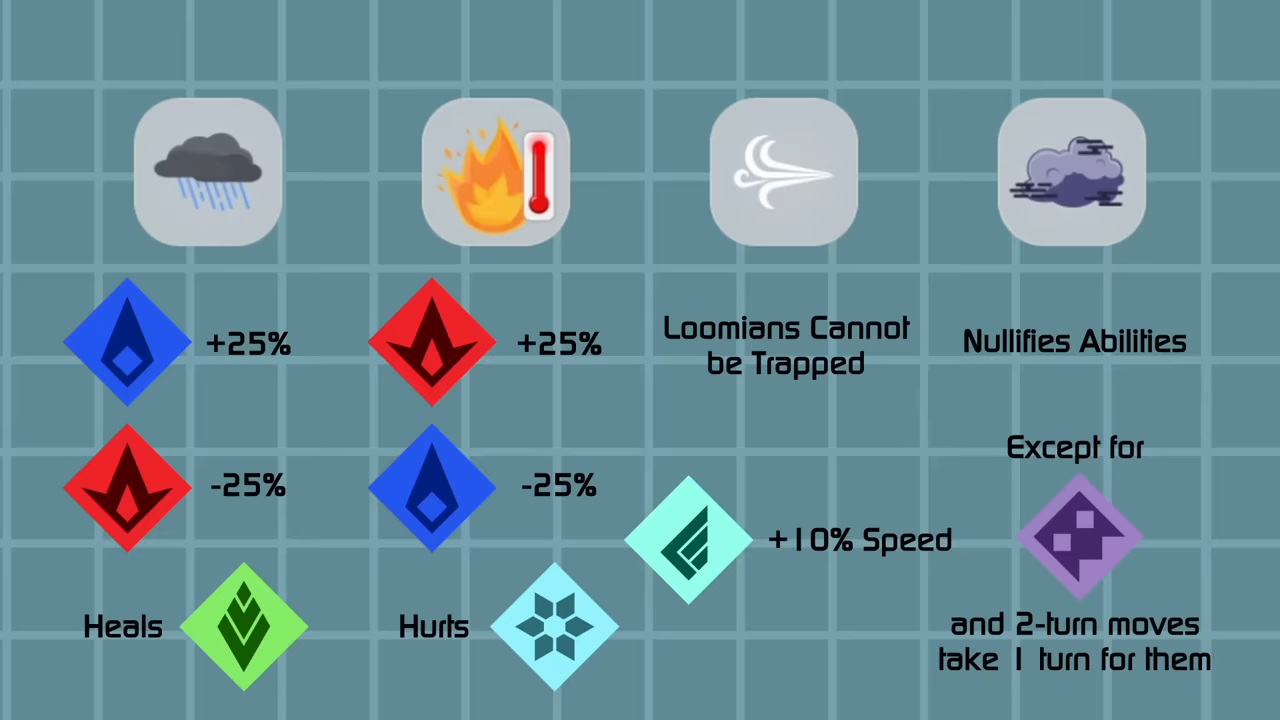 +25%
-25%
Heals
+25%
-25%
Hurts
Loomians Cannot
be Trapped
+10% Speed
Nullifies Abilities
Except for
and 2-turn moves
take 1 turn for them